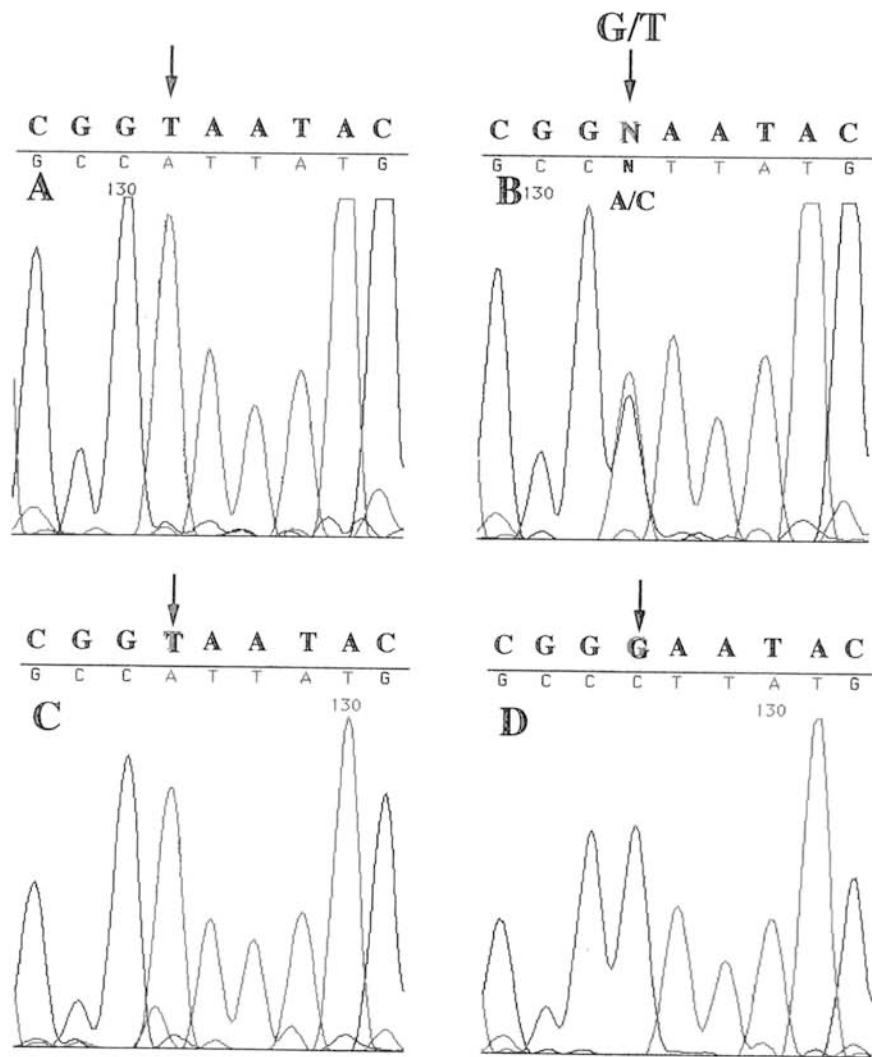 C G G T A A T A C
G C C A T T A T G
A
130
G/T
C G G N A A T A C
G C C N T T A T G
B
130
A/C
C G G T A A T A C
G C C A T T A T G
C
130
C G G G A A T A C
G C C C T T A T G
D
130